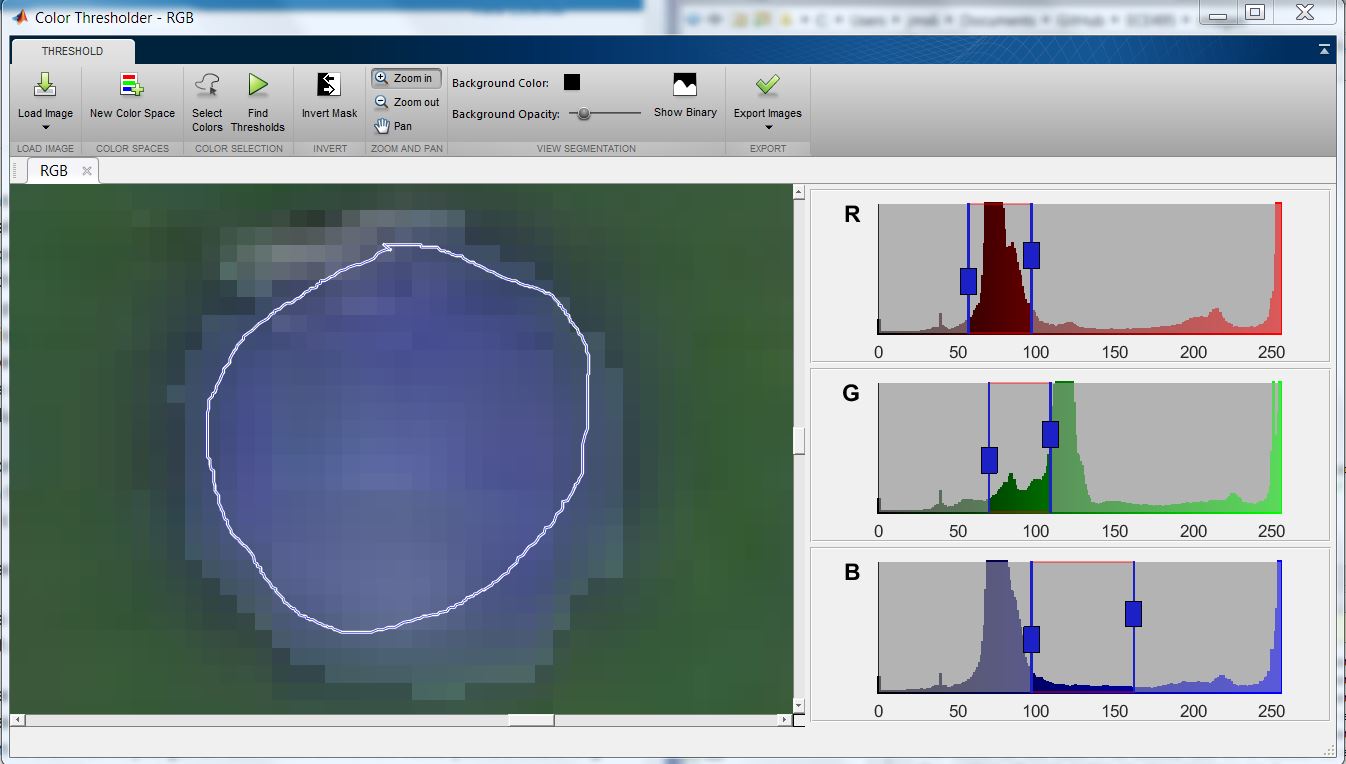 Color Thresholder - RGB
THRESHOLD
Load Image
New Color Space
Select
Colors
Find
Thresholds
Invert Mask
Zoom in
Zoom out
Pan
Background Color:
Background Opacity:
Show Binary
Export Images
LOAD IMAGE
COLOR SPACES
COLOR SELECTION
INVERT
ZOOM AND PAN
VIEW SEGMENTATION
EXPORT
RGB
R
0 50 100 150 200 250
G
0 50 100 150 200 250
B
0 50 100 150 200 250